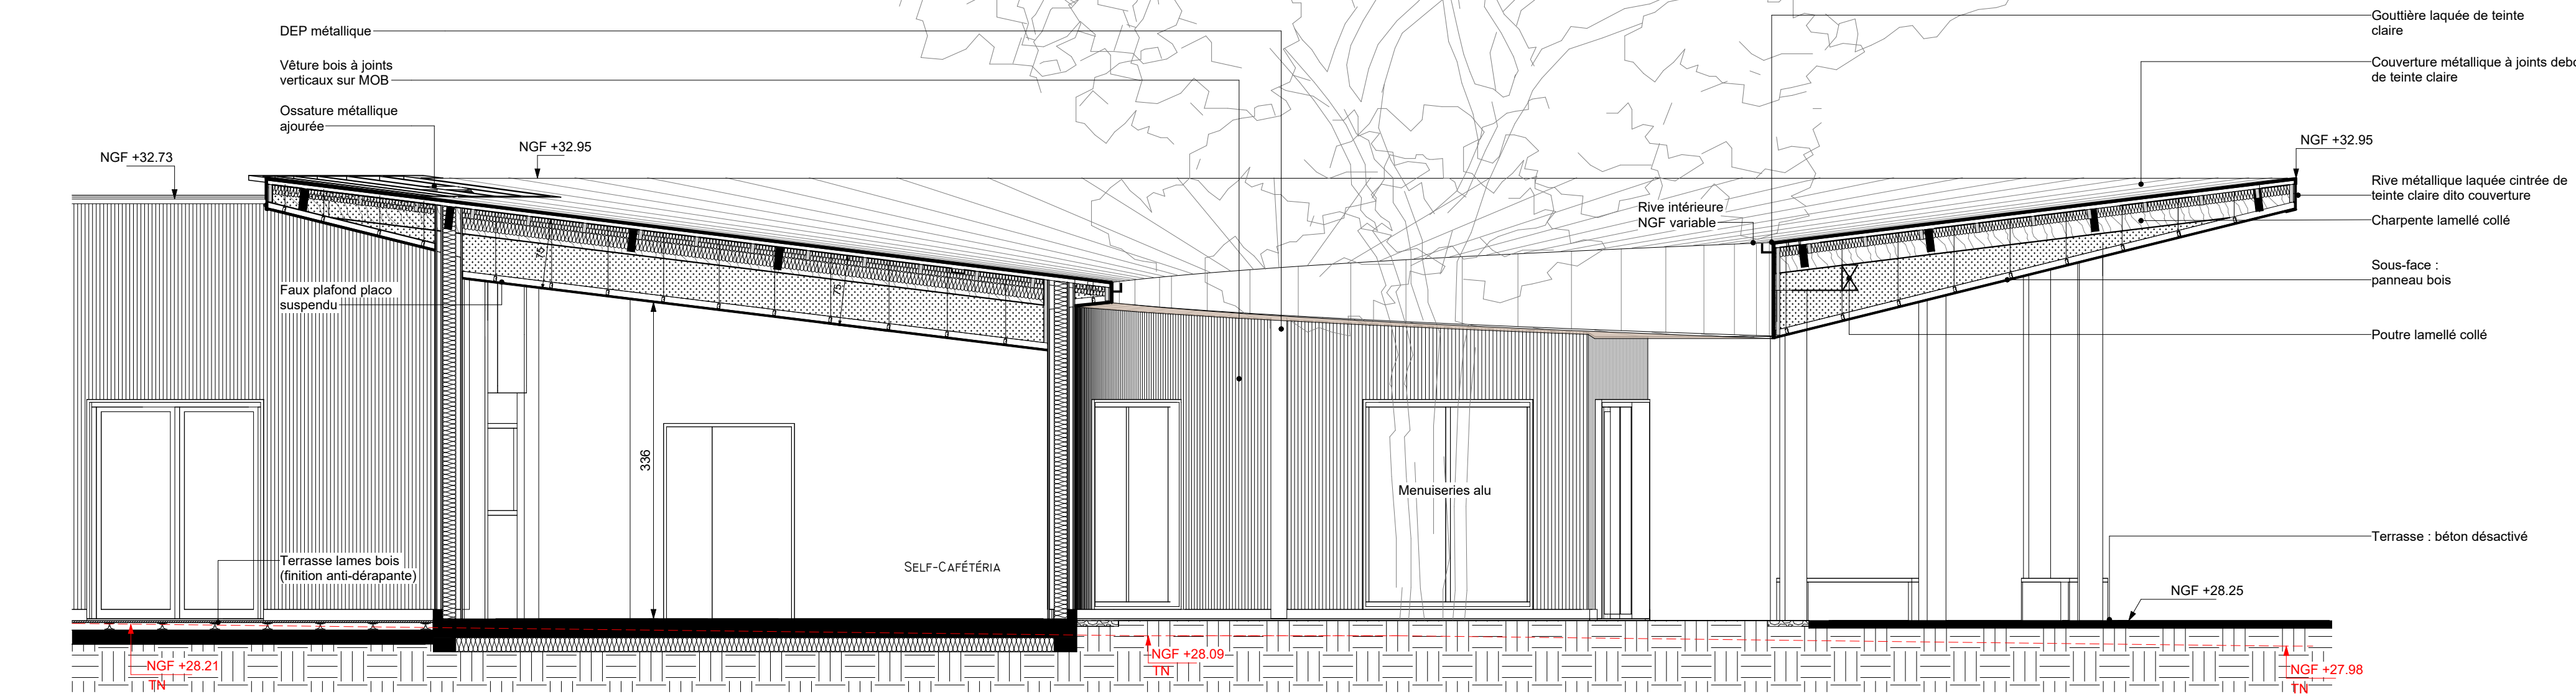 DEP métallique
Vêture bois à joints
verticaux sur MOB
Ossature métallique
ajourée
NGF +32.73
NGF +32.95
Faux plafond placo
suspendu
75
75
336
Terrasse lames bois
(finition anti-dérapante)
SELF-CAFÉTÉRIA
Menuiseries alu
Rive intérieure
NGF variable
Gouttière laquée de teinte
claire
Couverture métallique à joints debo
de teinte claire
NGF +32.95
Rive métallique laquée cintrée de
teinte claire dito couverture
Charpente lamellé collé
Sous-face :
panneau bois
Poutre lamellé collé
Terrasse : béton désactivé
NGF +28.25
NGF +28.21
TN
NGF +28.09
TN
NGF +27.98
TN